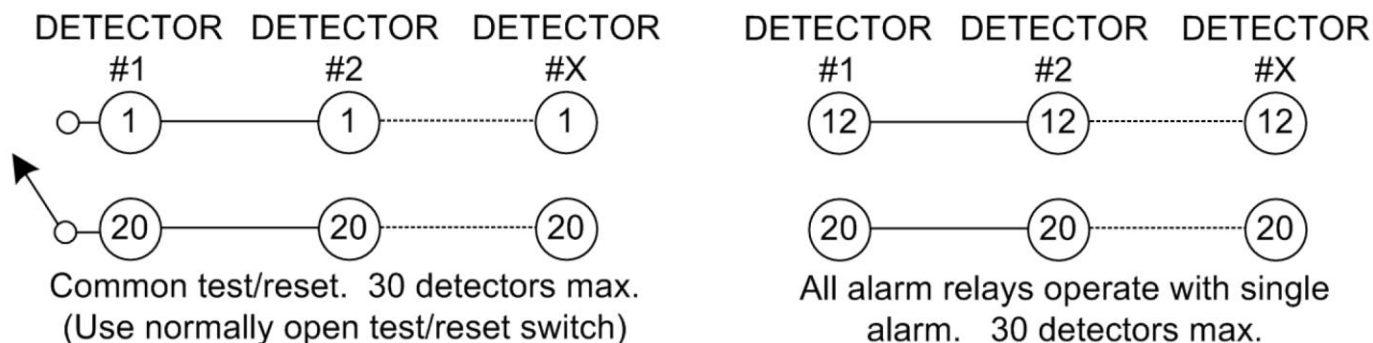 DETECTOR DETECTOR DETECTOR
#1 #2 #X
1 1 1
20 20 20
Common test/reset. 30 detectors max.
(Use normally open test/reset switch)
DETECTOR DETECTOR DETECTOR
#1 #2 #X
12 12 12
20 20 20
All alarm relays operate with single
alarm. 30 detectors max.